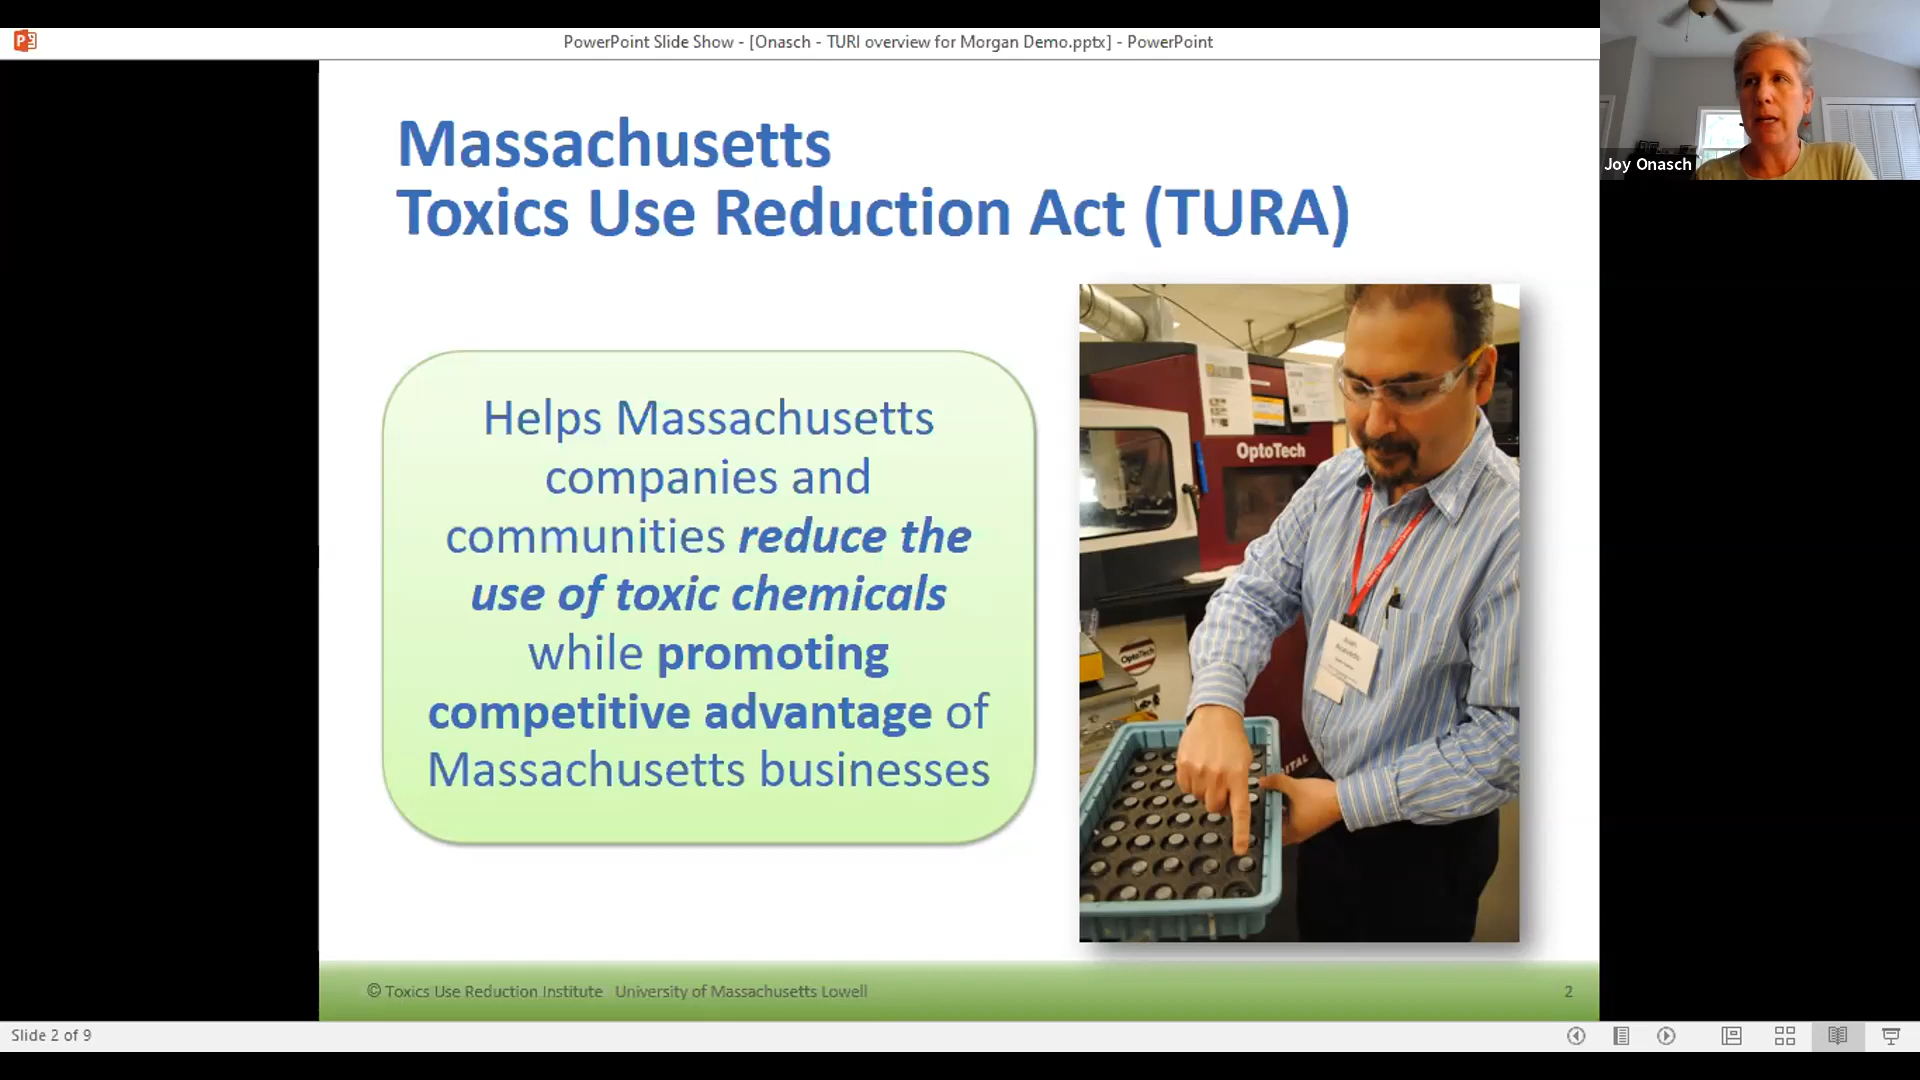 PowerPoint Slide Show - [Onasch - TURI overview for Morgan Demo.pptx] - PowerPoint
Joy Onasch
Massachusetts
Toxics Use Reduction Act (TURA)
Helps Massachusetts
companies and
communities reduce the
use of toxic chemicals
while promoting
competitive advantage of
Massachusetts businesses
OptoTech
OptoTech
© Toxics Use Reduction Institute University of Massachusetts Lowell
2
Slide 2 of 9